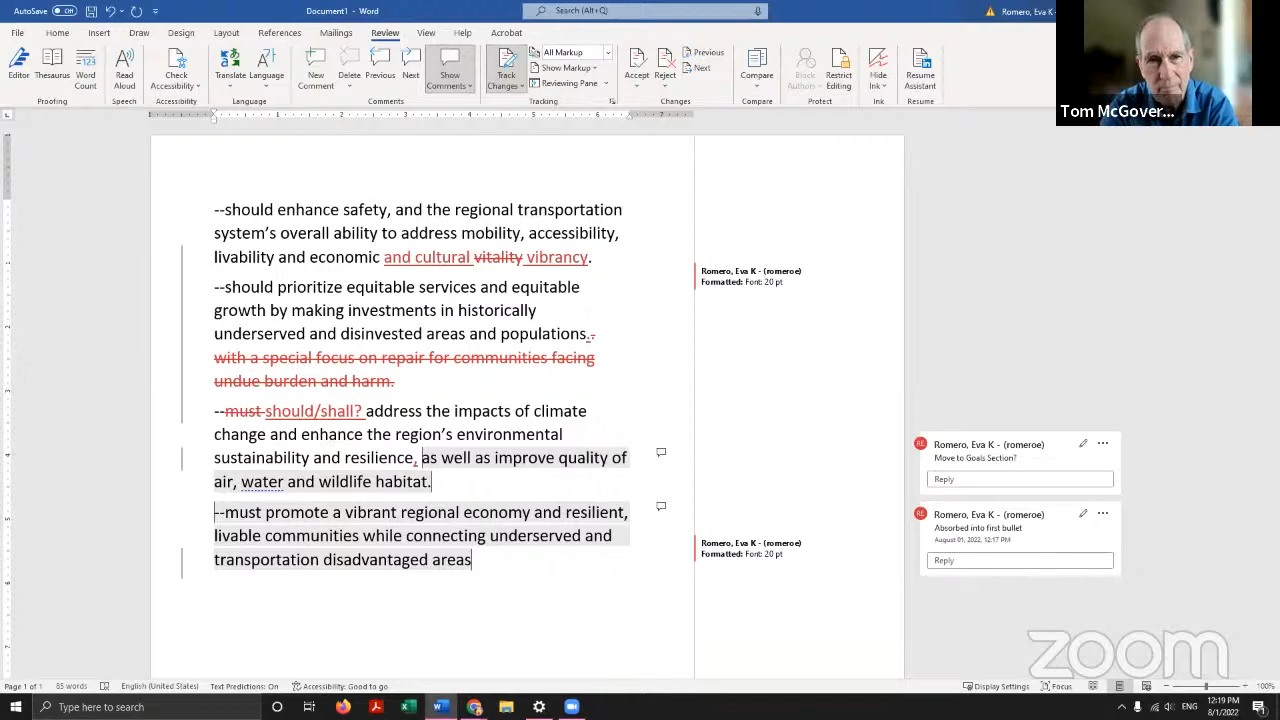 AutoSave Off Document1 - Word Search (Alt+Q) Romero, Eva K
File Home Insert Draw Design Layout References Mailings Review View Help Acrobat
Editor Thesaurus Word Count Read Aloud Check Accessibility Translate Language New Comment Delete Previous Next Show Comments Track Changes All Markup Show Markup Reviewing Pane Accept Reject Previous Next Compare Block Authors Restrict Editing Hide Ink Resume Assistant
Proofing Speech Accessibility Language Comments Tracking Changes Compare Protect Ink Resume
Tom McGover...
--should enhance safety, and the regional transportation
system's overall ability to address mobility, accessibility,
livability and economic and cultural vitality vibrancy.
Romero, Eva K - (romeroe)
Formatted: Font: 20 pt
--should prioritize equitable services and equitable
growth by making investments in historically
underserved and disinvested areas and populations.
with a special focus on repair for communities facing
undue burden and harm.
--must should/shall? address the impacts of climate
change and enhance the region's environmental
sustainability and resilience, as well as improve quality of
air, water and wildlife habitat.
--must promote a vibrant regional economy and resilient,
livable communities while connecting underserved and
transportation disadvantaged areas
Romero, Eva K - (romeroe)
Formatted: Font: 20 pt
RE Romero, Eva K - (romeroe)
Move to Goals Section?
Reply
RE Romero, Eva K - (romeroe)
Absorbed into first bullet
August 01, 2022, 12:17 PM
Reply
zoom
Page 1 of 1 85 words English (United States) Text Predictions: On Accessibility: Good to go Display Settings Focus 100%
Type here to search ENG 12:19 PM
8/1/2022